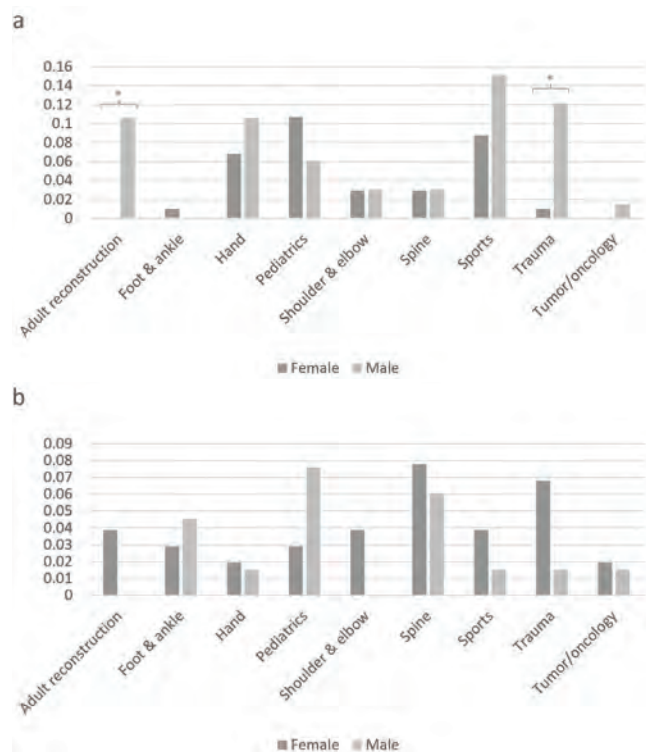 a
0.16
0.14
0.12
0.1
0.08
0.06
0.04
0.02
0
*
*
Adult reconstruction
Foot & ankle
Hand
Pediatrics
Shoulder & elbow
Spine
Sports
Trauma
Tumor/oncology
Female Male
b
0.09
0.08
0.07
0.06
0.05
0.04
0.03
0.02
0.01
0
Adult reconstruction
Foot & ankle
Hand
Pediatrics
Shoulder & elbow
Spine
Sports
Trauma
Tumor/oncology
Female Male